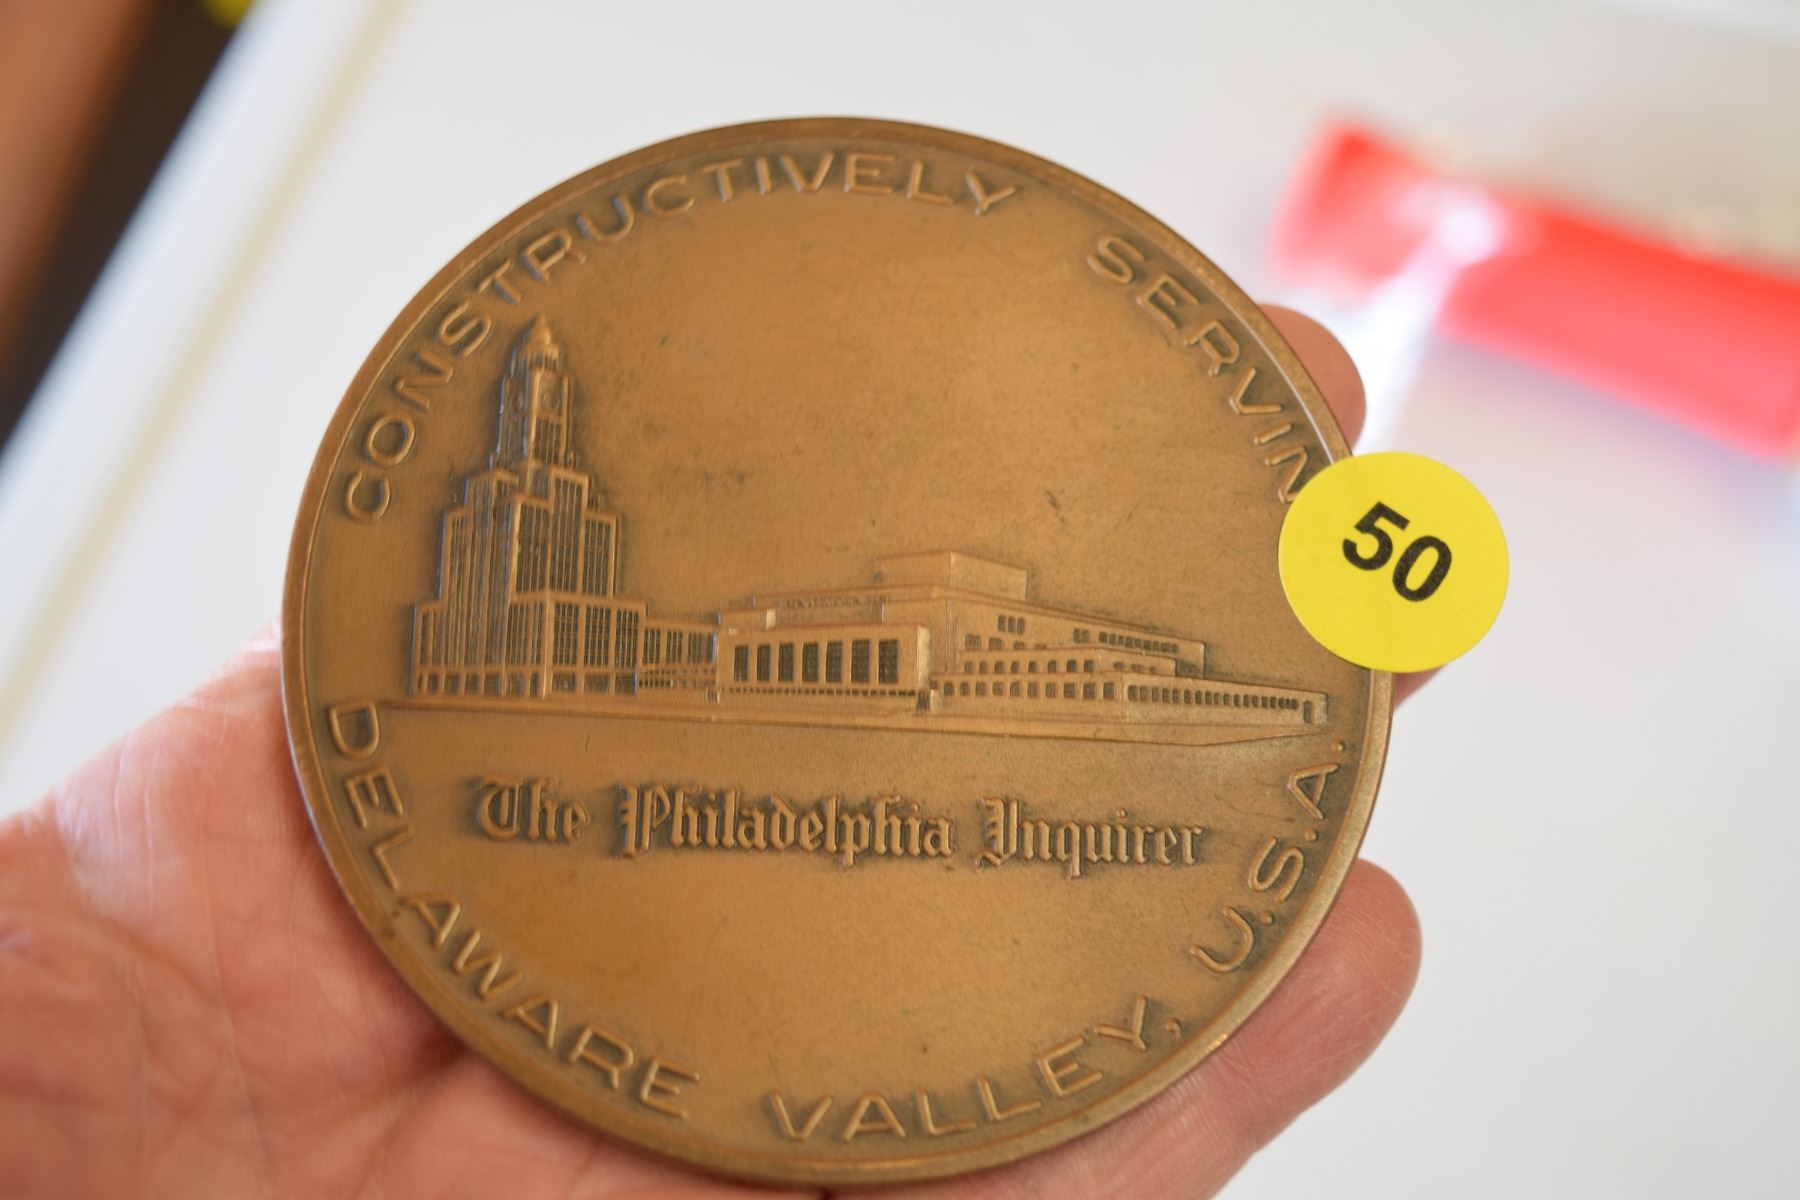 CONSTRUCTIVELY SERVIN
50
The Philadelphia Inquirer
DELAWARE VALLEY, U.S.A.